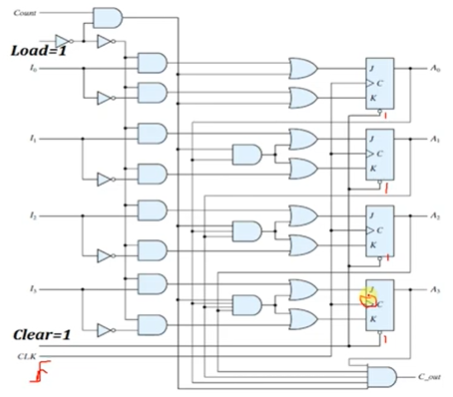 Count
Load=1
I₀
J
C
K
A₀
1
I₁
J
C
K
A₁
1
I₂
J
C
K
A₂
1
I₃
J
C
K
A₃
1
Clear=1
CLK
C_out